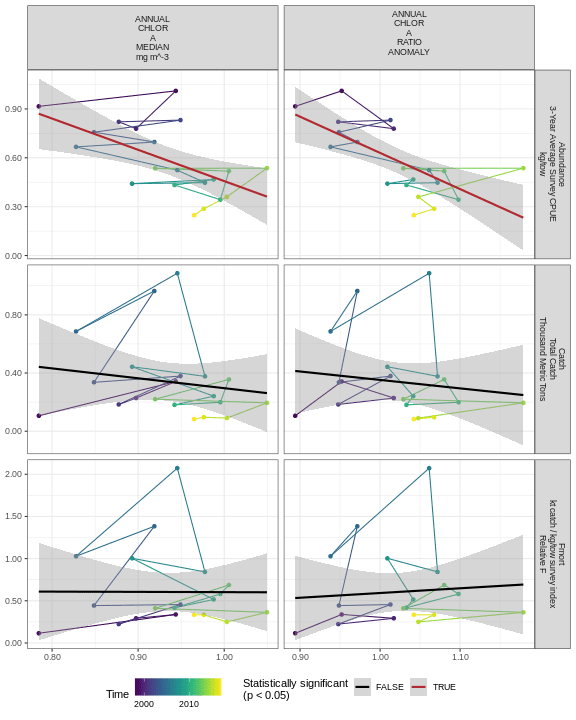 ANNUAL
CHLOR
A
MEDIAN
mg m^-3
ANNUAL
CHLOR
A
RATIO
ANOMALY
0.90
0.60
0.30
0.00
Abundance
3-Year Average Survey CPUE
kg/tow
0.80
0.40
0.00
Catch
Total Catch
Thousand Metric Tons
2.00
1.50
1.00
0.50
0.00
Fmort
kt catch / kg/tow survey index
Relative F
0.80
0.90
1.00
0.90
1.00
1.10
Time
2000
2010
Statistically significant
(p < 0.05)
FALSE
TRUE